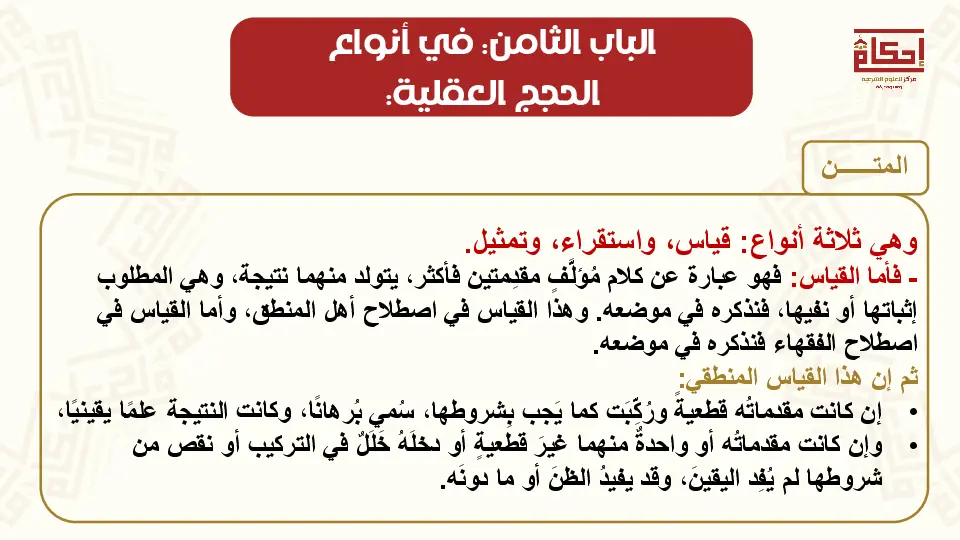 الباب الثامن: في أنواع
الحجج العقلية:
إحكام
مركز للعلوم الشرعية
المتـــــــن
وهي ثلاثة أنواع: قياس، واستقراء، وتمثيل.
- فأما القياس: فهو عبارة عن كلام مُؤلَّفٍ مقدِمتين فأكثر، يتولد منهما نتيجة، وهي المطلوب
إثباتها أو نفيها، فنذكره في موضعه. وهذا القياس في اصطلاح أهل المنطق، وأما القياس في
اصطلاح الفقهاء فنذكره في موضعه.
ثم إن هذا القياس المنطقي:
• إن كانت مقدماتُه قطعيةً ورُكِّبَت كما يَجب بِشروطها، سُمي بُرهانًا، وكانت النتيجة علمًا يقينيًا،
• وإن كانت مقدماتُه أو واحدةٌ منهما غيرَ قطعيةٍ أو دخلَهُ خَلَلٌ في التركيب أو نقص من
شروطها لم يُفِد اليقينَ، وقد يفيدُ الظنَ أو ما دونَه.